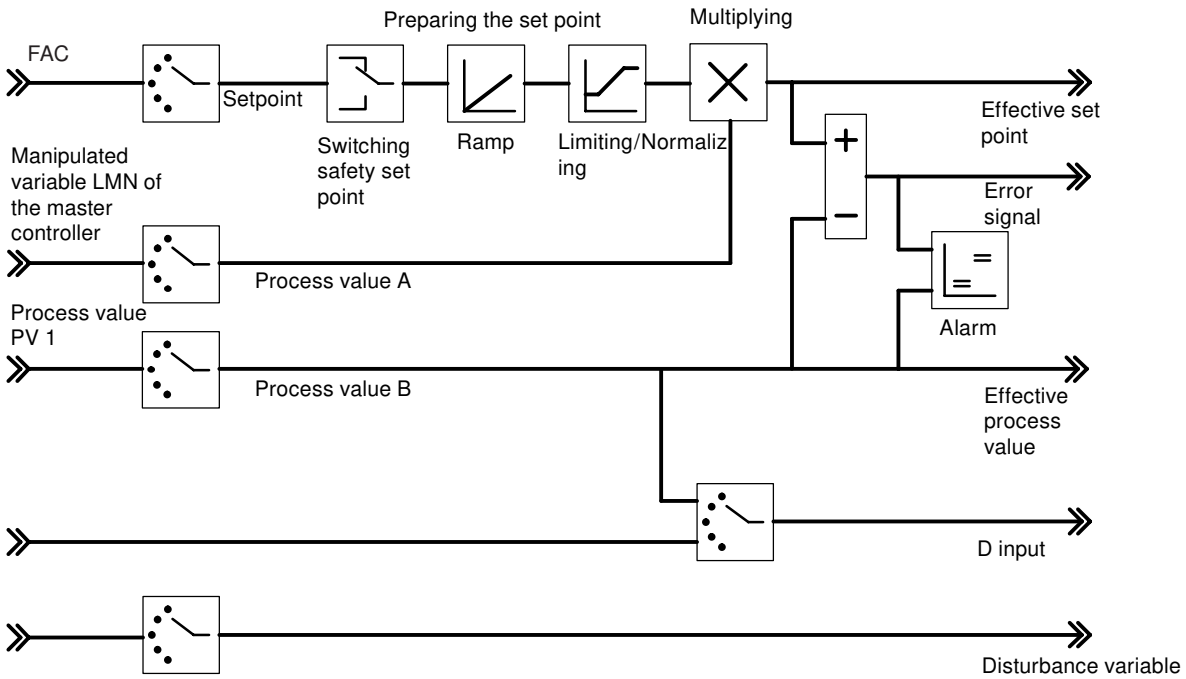 Preparing the set point
Multiplying
FAC
Setpoint
Switching
safety set
point
Ramp
Limiting/Normaliz
ing
Effective set
point
+
−
Error
signal
Manipulated
variable LMN of
the master
controller
Process value A
Alarm
Process value
PV 1
Process value B
Effective
process
value
D input
Disturbance variable